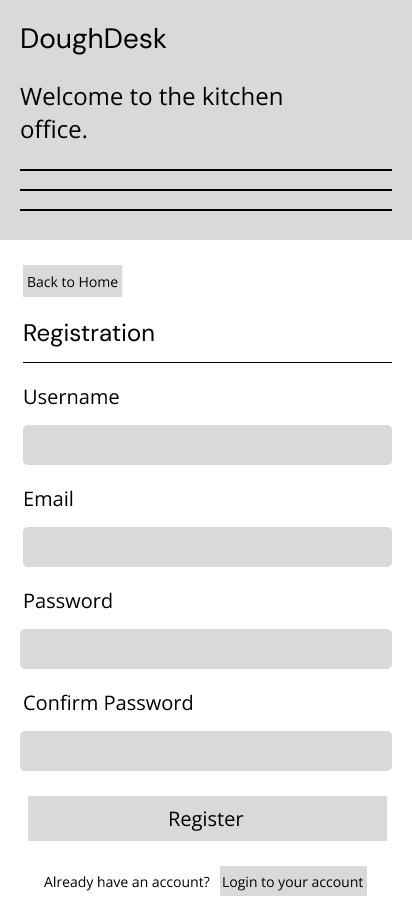 DoughDesk
Welcome to the kitchen
office.
Back to Home
Registration
Username
Email
Password
Confirm Password
Register
Already have an account? Login to your account